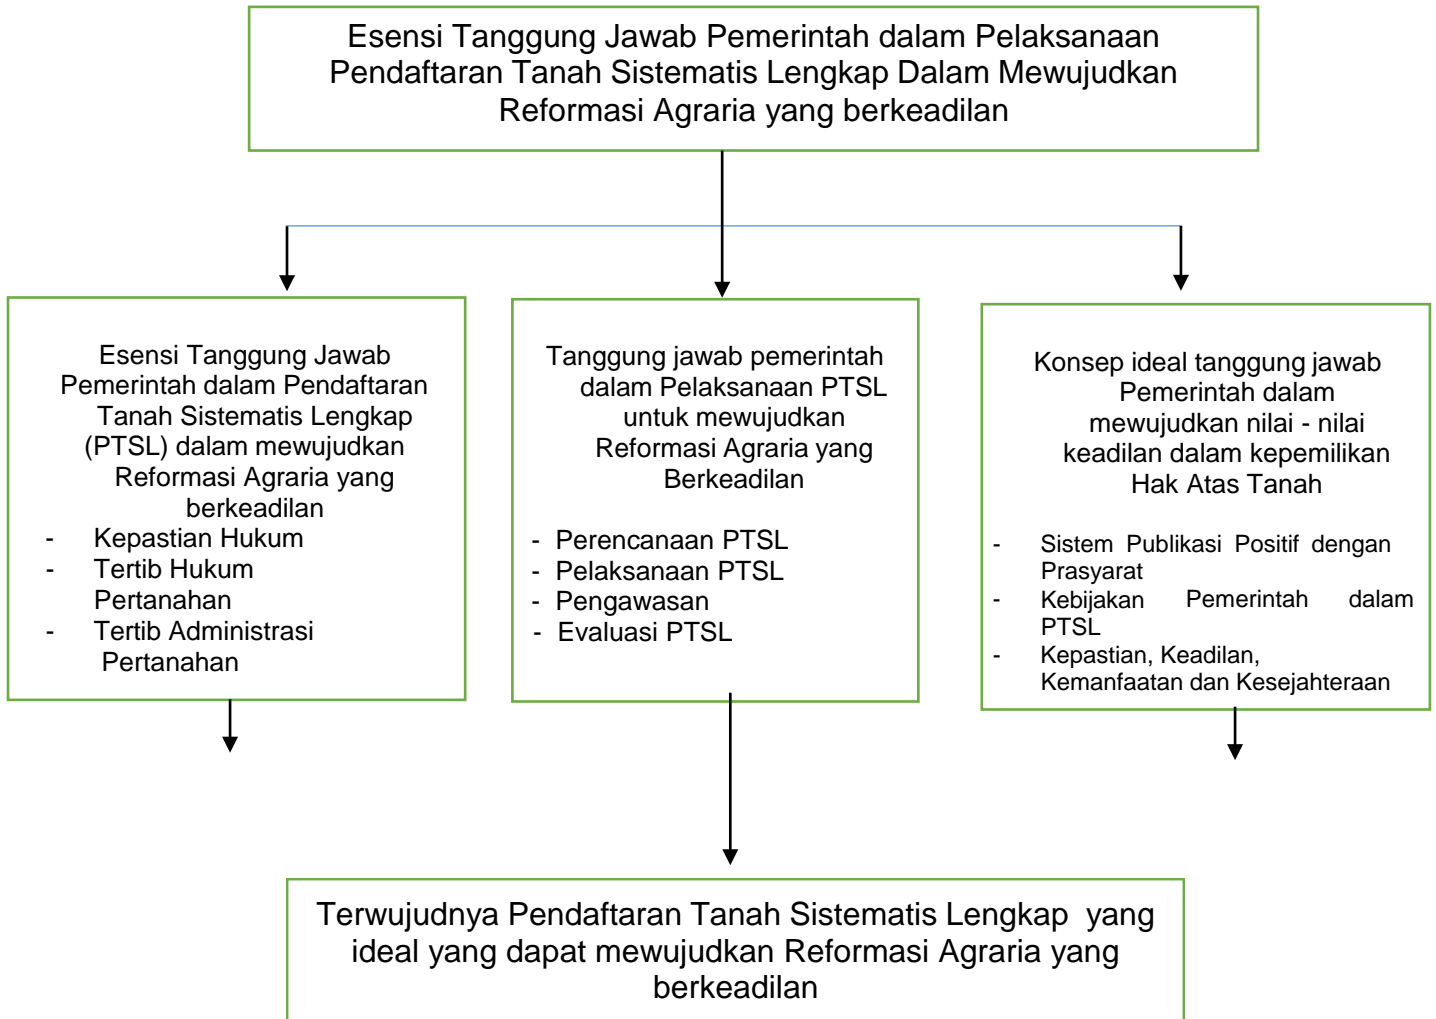 Esensi Tanggung Jawab Pemerintah dalam Pelaksanaan
Pendaftaran Tanah Sistematis Lengkap Dalam Mewujudkan
Reformasi Agraria yang berkeadilan
Esensi Tanggung Jawab
Pemerintah dalam Pendaftaran
Tanah Sistematis Lengkap
(PTSL) dalam mewujudkan
Reformasi Agraria yang
berkeadilan
- Kepastian Hukum
- Tertib Hukum
Pertanahan
- Tertib Administrasi
Pertanahan
Tanggung jawab pemerintah
dalam Pelaksanaan PTSL
untuk mewujudkan
Reformasi Agraria yang
Berkeadilan
- Perencanaan PTSL
- Pelaksanaan PTSL
- Pengawasan
- Evaluasi PTSL
Konsep ideal tanggung jawab
Pemerintah dalam
mewujudkan nilai - nilai
keadilan dalam kepemilikan
Hak Atas Tanah
- Sistem Publikasi Positif dengan
Prasyarat
- Kebijakan Pemerintah dalam
PTSL
- Kepastian, Keadilan,
Kemanfaatan dan Kesejahteraan
Terwujudnya Pendaftaran Tanah Sistematis Lengkap yang
ideal yang dapat mewujudkan Reformasi Agraria yang
berkeadilan